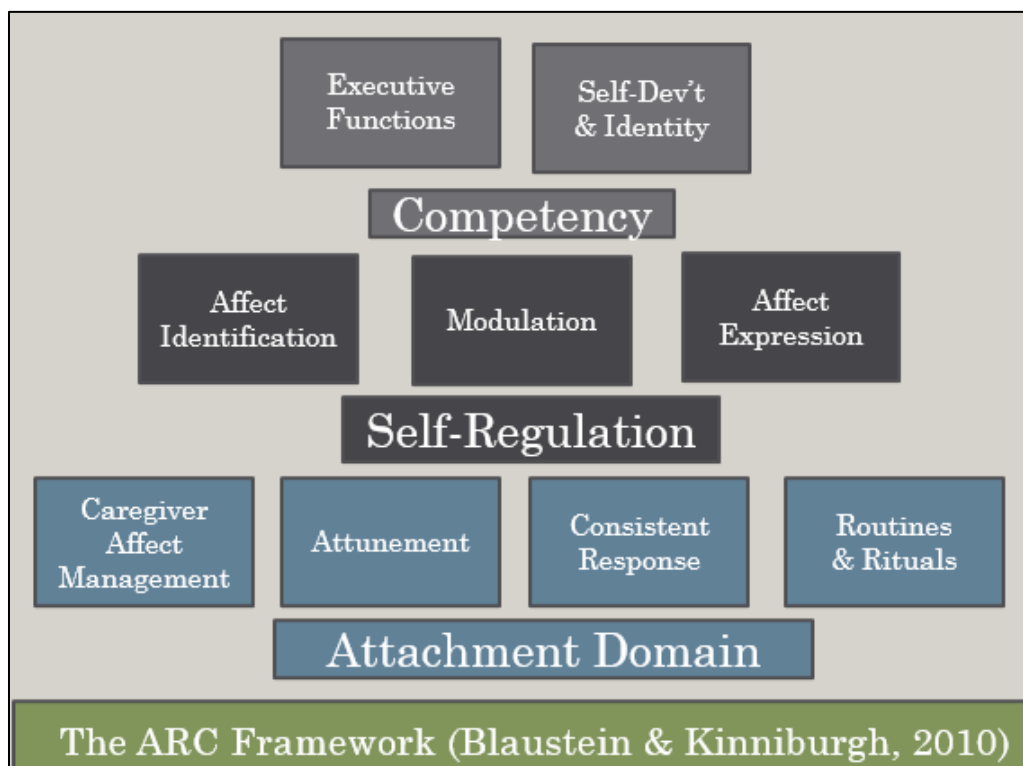 Executive
Functions
Self-Dev't
& Identity
Competency
Affect
Identification
Modulation
Affect
Expression
Self-Regulation
Caregiver
Affect
Management
Attunement
Consistent
Response
Routines
& Rituals
Attachment Domain
The ARC Framework (Blaustein & Kinniburgh, 2010)